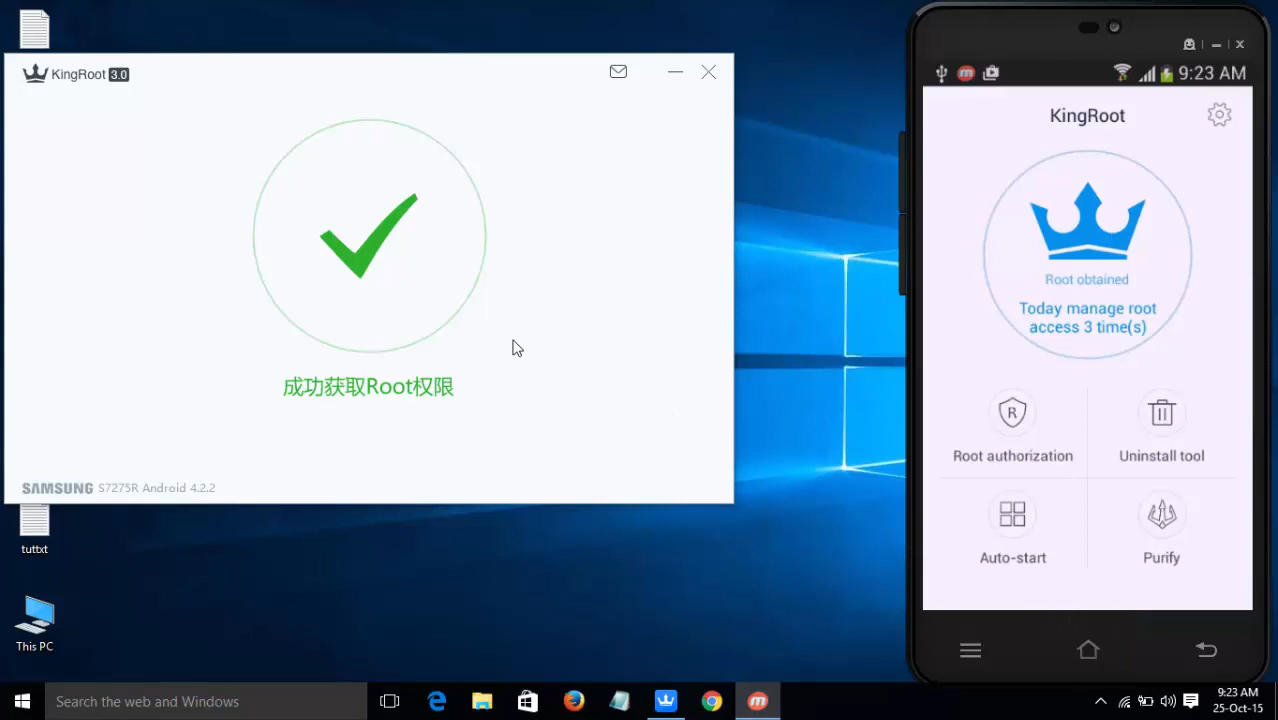 KingRoot 3.0
成功获取Root权限
SAMSUNG S7275R Android 4.2.2
tuttxt
This PC
9:23 AM
KingRoot
Root obtained
Today manage root
access 3 time(s)
R
Root authorization
Uninstall tool
Auto-start
Purify
Search the web and Windows
9:23 AM
25-Oct-15